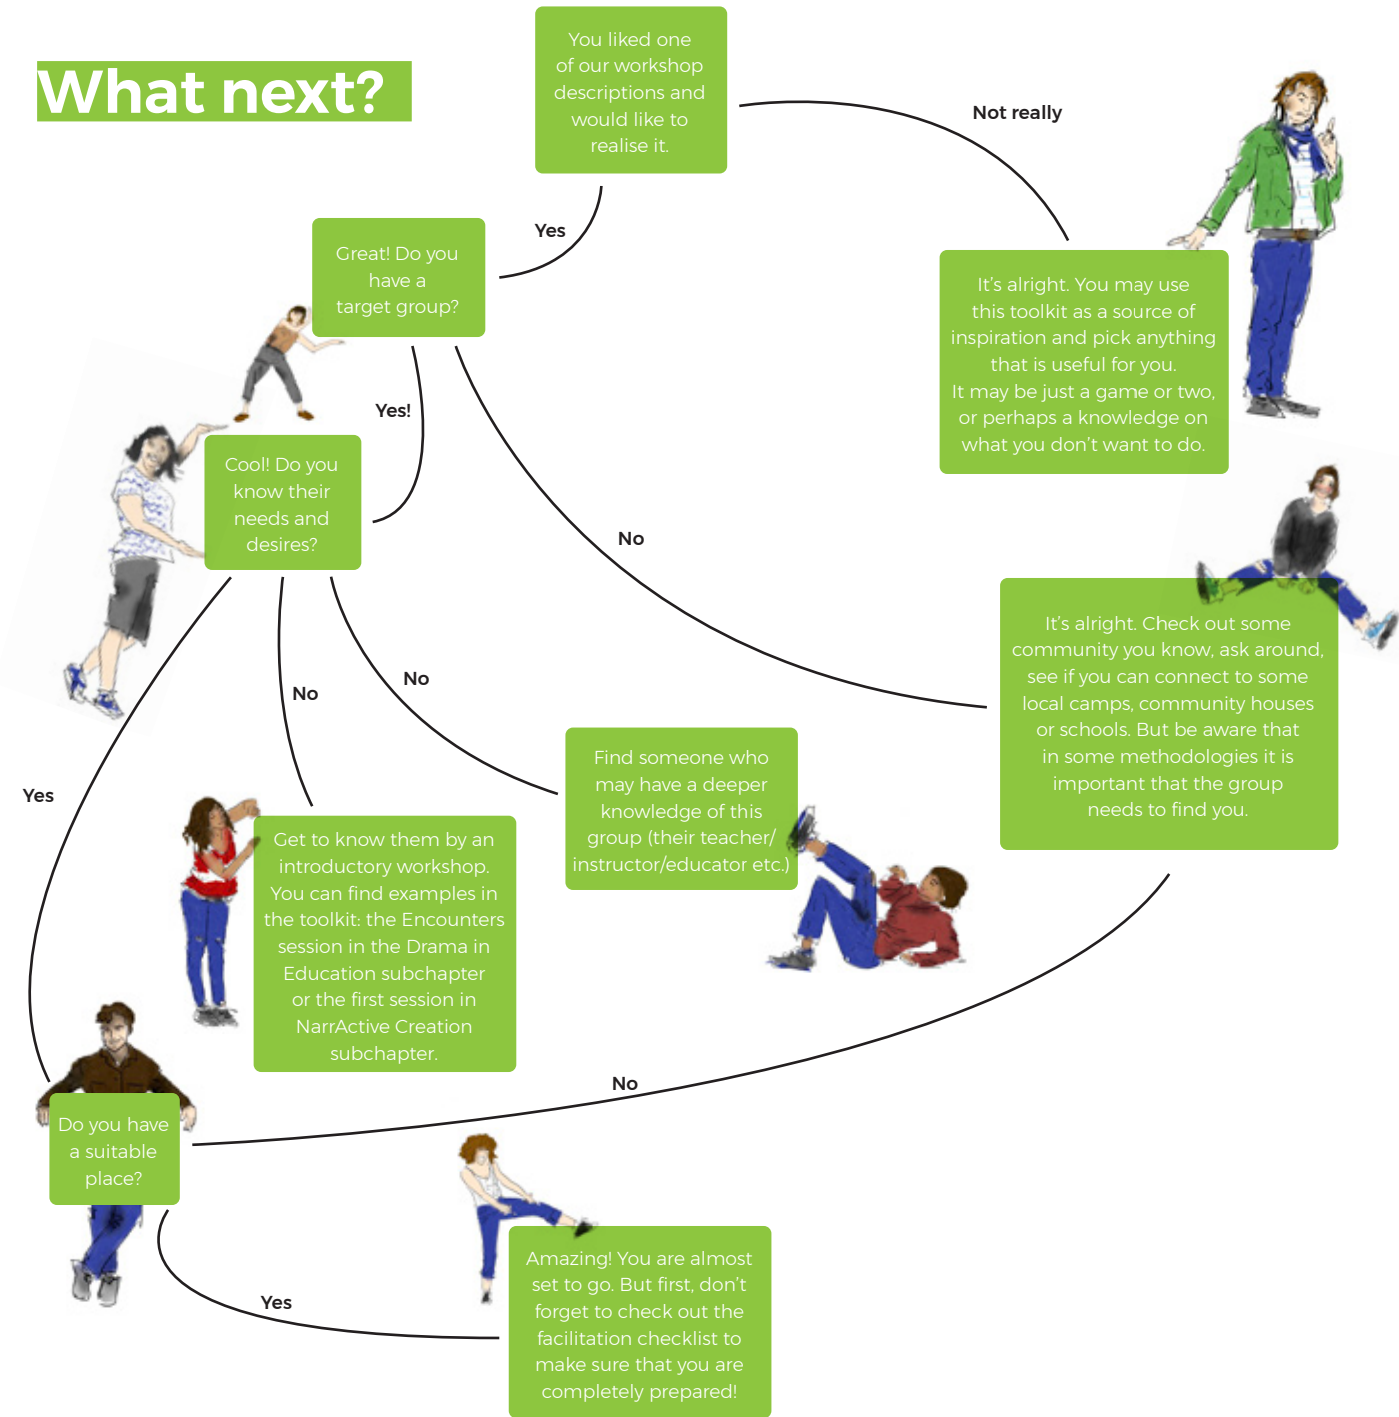 What next?
You liked one
of our workshop
descriptions and
would like to
realise it.
Not really
Yes
Great! Do you
have a
target group?
It's alright. You may use
this toolkit as a source of
inspiration and pick anything
that is useful for you.
It may be just a game or two,
or perhaps a knowledge on
what you don't want to do.
Yes!
Cool! Do you
know their
needs and
desires?
No
It's alright. Check out some
community you know, ask around,
see if you can connect to some
local camps, community houses
or schools. But be aware that
in some methodologies it is
important that the group
needs to find you.
No
No
Find someone who
may have a deeper
knowledge of this
group (their teacher/
instructor/educator etc.)
Yes
Get to know them by an
introductory workshop.
You can find examples in
the toolkit: the Encounters
session in the Drama in
Education subchapter
or the first session in
NarrActive Creation
subchapter.
No
Do you have
a suitable
place?
Yes
Amazing! You are almost
set to go. But first, don't
forget to check out the
facilitation checklist to
make sure that you are
completely prepared!